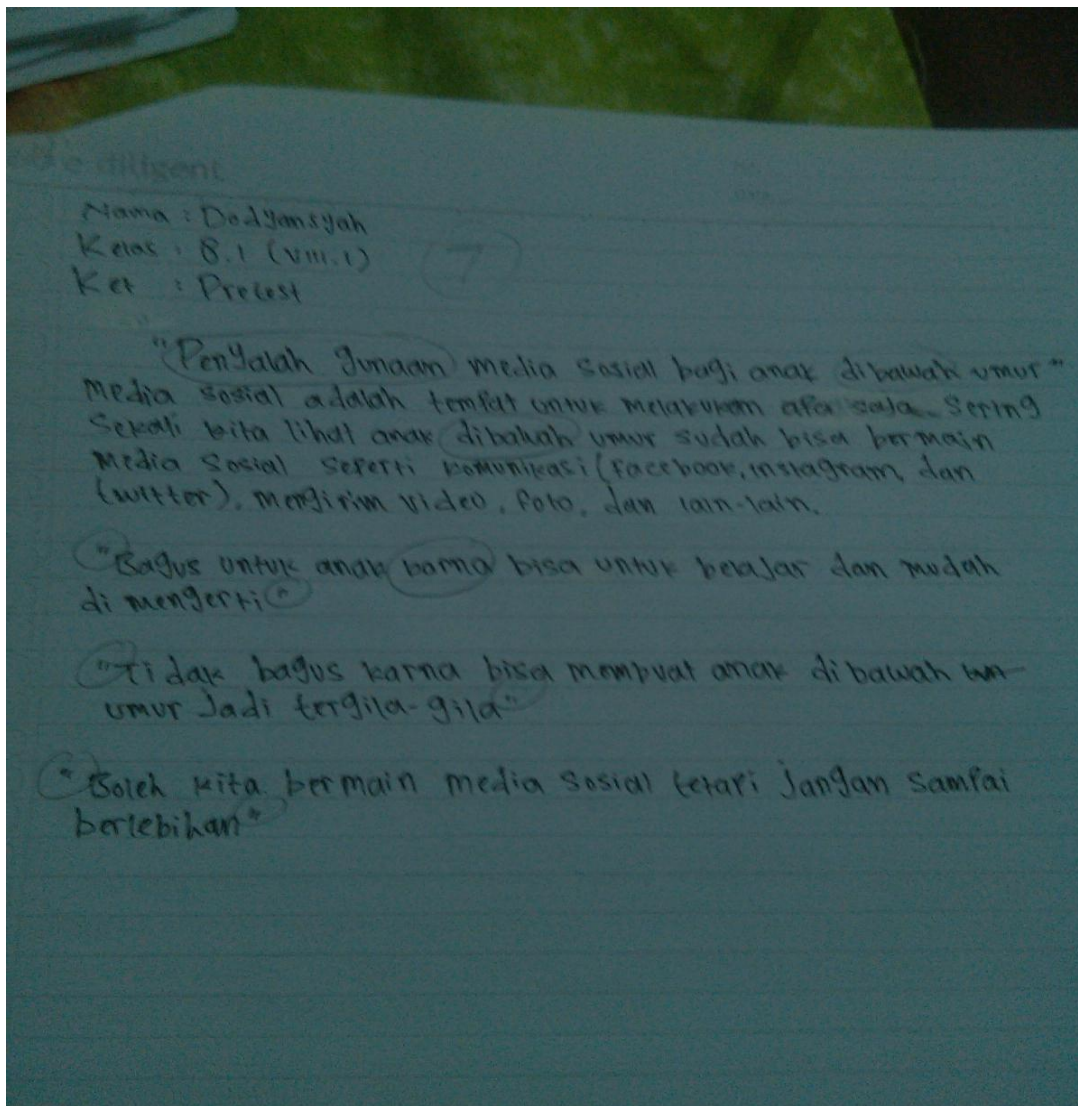 diligent
Nama : Dodyansyah
Kelas : 8.1 (VIII.1)
7
Ket : Pretest
"Penyalah gunaan media sosial bagi anak dibawah umur"
media sosial adalah tempat untuk melakukan apa saja. Sering
Sekali kita lihat anak dibawah umur sudah bisa bermain
media sosial seperti komunikasi (facebook, instagram, dan
twitter), mengirim video, foto, dan lain-lain.
"Bagus untuk anak karna bisa untuk belajar dan mudah
di mengerti"
"Tidak bagus karna bisa membuat anak dibawah
umur Jadi tergila-gila"
"Boleh kita bermain media sosial tetapi jangan sampai
berlebihan"